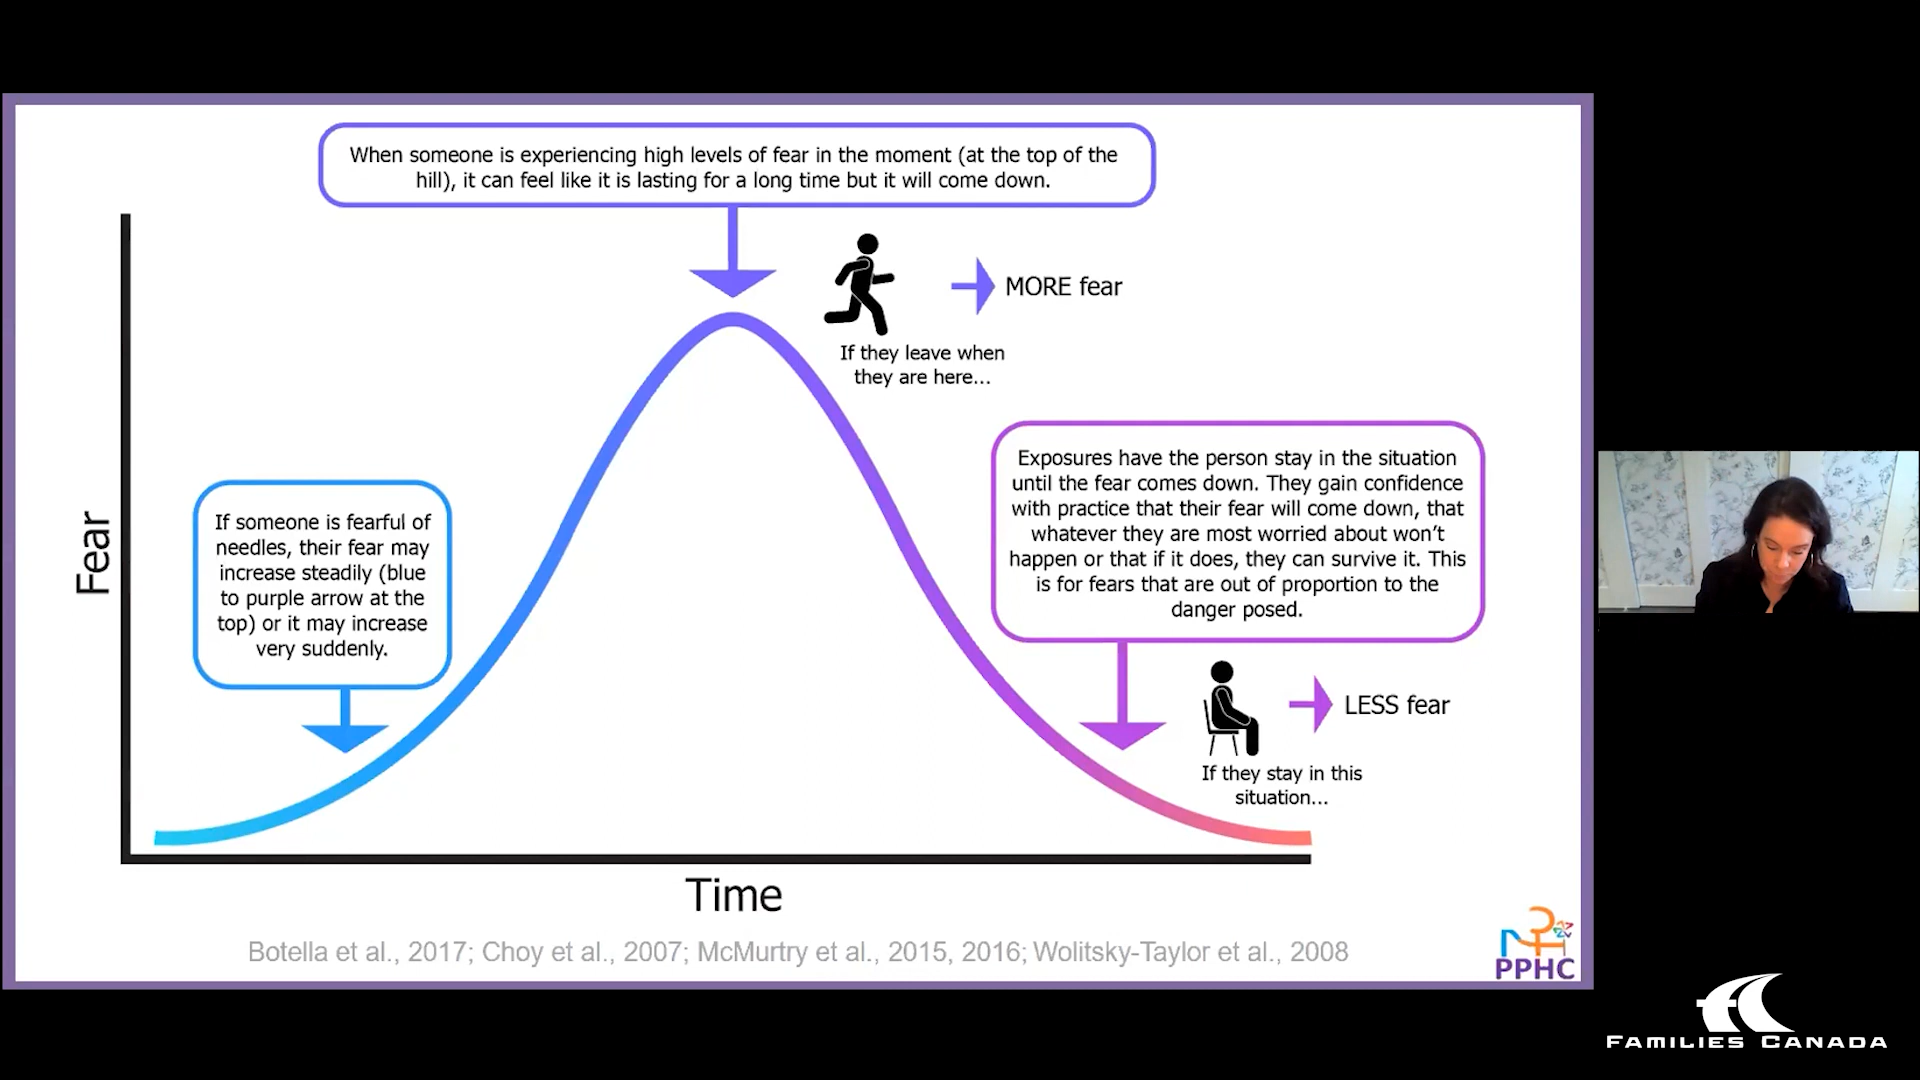 When someone is experiencing high levels of fear in the moment (at the top of the
hill), it can feel like it is lasting for a long time but it will come down.
MORE fear
If they leave when
they are here...
Exposures have the person stay in the situation
until the fear comes down. They gain confidence
with practice that their fear will come down, that
whatever they are most worried about won't
happen or that if it does, they can survive it. This
is for fears that are out of proportion to the
danger posed.
Fear
If someone is fearful of
needles, their fear may
increase steadily (blue
to purple arrow at the
top) or it may increase
very suddenly.
LESS fear
If they stay in this
situation...
Time
Botella et al., 2017; Choy et al., 2007; McMurtry et al., 2015, 2016; Wolitsky-Taylor et al., 2008
PPHC
FAMILIES CANADA